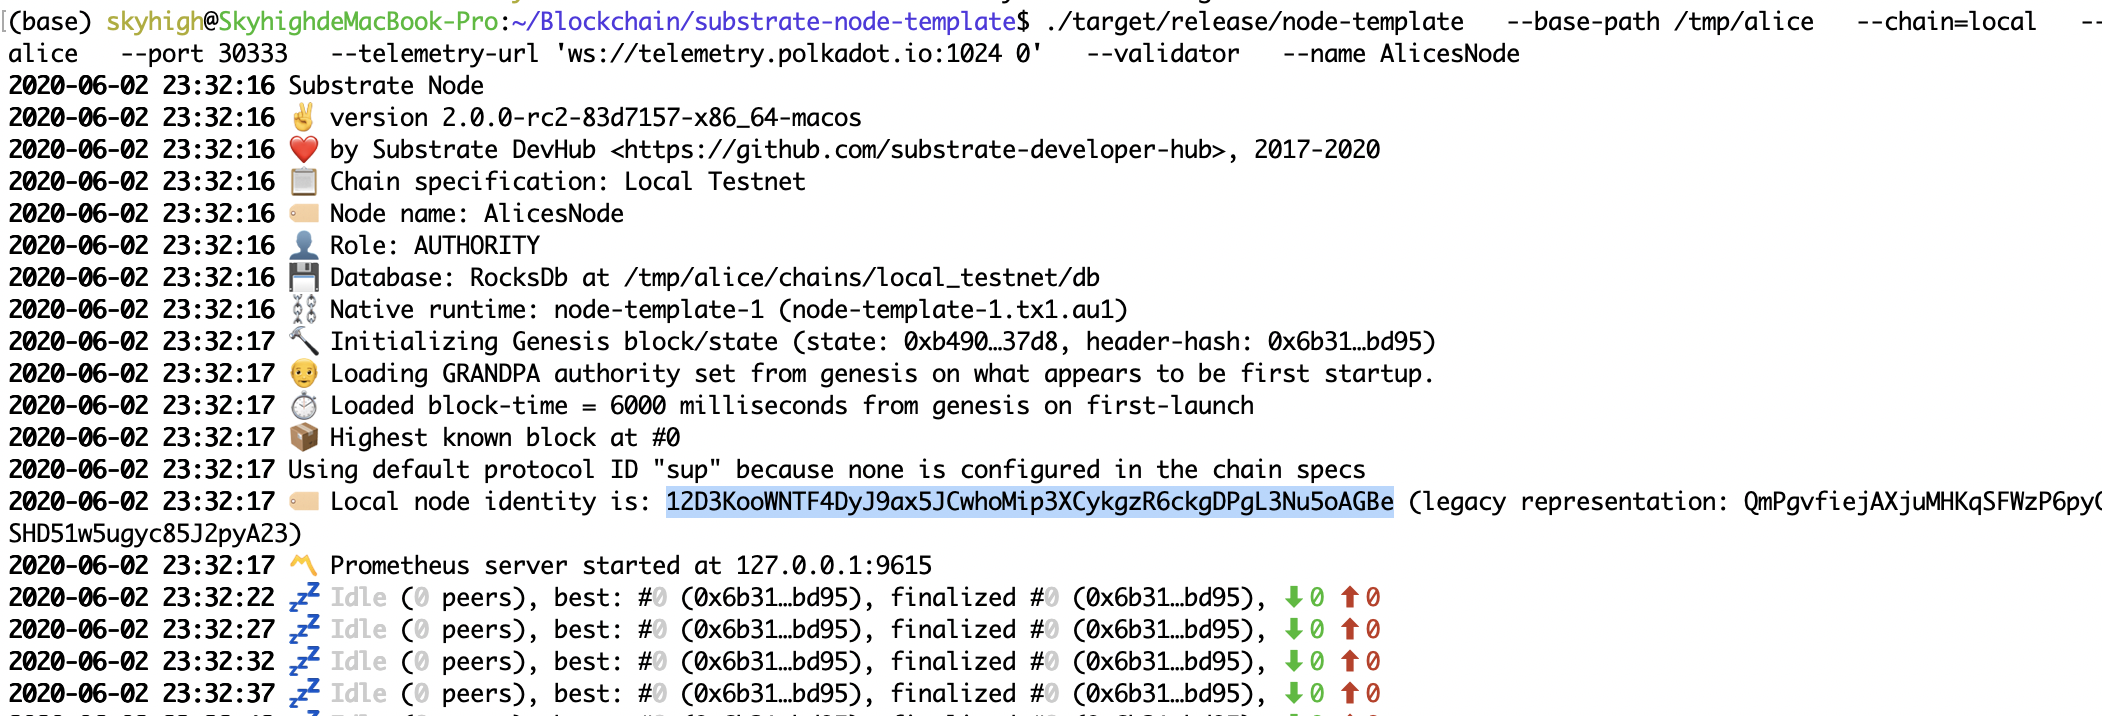 (base) skyhigh@SkyhighdeMacBook-Pro:~/Blockchain/substrate-node-template$ ./target/release/node-template   --base-path /tmp/alice   --chain=local   --
alice   --port 30333   --telemetry-url 'ws://telemetry.polkadot.io:1024 0'   --validator   --name AlicesNode
2020-06-02 23:32:16 Substrate Node
2020-06-02 23:32:16 ✌️ version 2.0.0-rc2-83d7157-x86_64-macos
2020-06-02 23:32:16 ❤️ by Substrate DevHub <https://github.com/substrate-developer-hub>, 2017-2020
2020-06-02 23:32:16 📋 Chain specification: Local Testnet
2020-06-02 23:32:16 🏷 Node name: AlicesNode
2020-06-02 23:32:16 👤 Role: AUTHORITY
2020-06-02 23:32:16 💾 Database: RocksDb at /tmp/alice/chains/local_testnet/db
2020-06-02 23:32:16 ⛓ Native runtime: node-template-1 (node-template-1.tx1.au1)
2020-06-02 23:32:17 🔨 Initializing Genesis block/state (state: 0xb490…37d8, header-hash: 0x6b31…bd95)
2020-06-02 23:32:17 👴 Loading GRANDPA authority set from genesis on what appears to be first startup.
2020-06-02 23:32:17 ⏱ Loaded block-time = 6000 milliseconds from genesis on first-launch
2020-06-02 23:32:17 📦 Highest known block at #0
2020-06-02 23:32:17 Using default protocol ID "sup" because none is configured in the chain specs
2020-06-02 23:32:17 🏷 Local node identity is: 12D3KooWNTF4DyJ9ax5JCwhoMip3XCykgzR6ckgDPgL3Nu5oAGBe (legacy representation: QmPgvfiejAXjuMHKqSFWzP6py
SHD51w5ugyc85J2pyA23)
2020-06-02 23:32:17 〽️ Prometheus server started at 127.0.0.1:9615
2020-06-02 23:32:22 💤 Idle (0 peers), best: #0 (0x6b31…bd95), finalized #0 (0x6b31…bd95), ⬇ 0 ⬆ 0
2020-06-02 23:32:27 💤 Idle (0 peers), best: #0 (0x6b31…bd95), finalized #0 (0x6b31…bd95), ⬇ 0 ⬆ 0
2020-06-02 23:32:32 💤 Idle (0 peers), best: #0 (0x6b31…bd95), finalized #0 (0x6b31…bd95), ⬇ 0 ⬆ 0
2020-06-02 23:32:37 💤 Idle (0 peers), best: #0 (0x6b31…bd95), finalized #0 (0x6b31…bd95), ⬇ 0 ⬆ 0